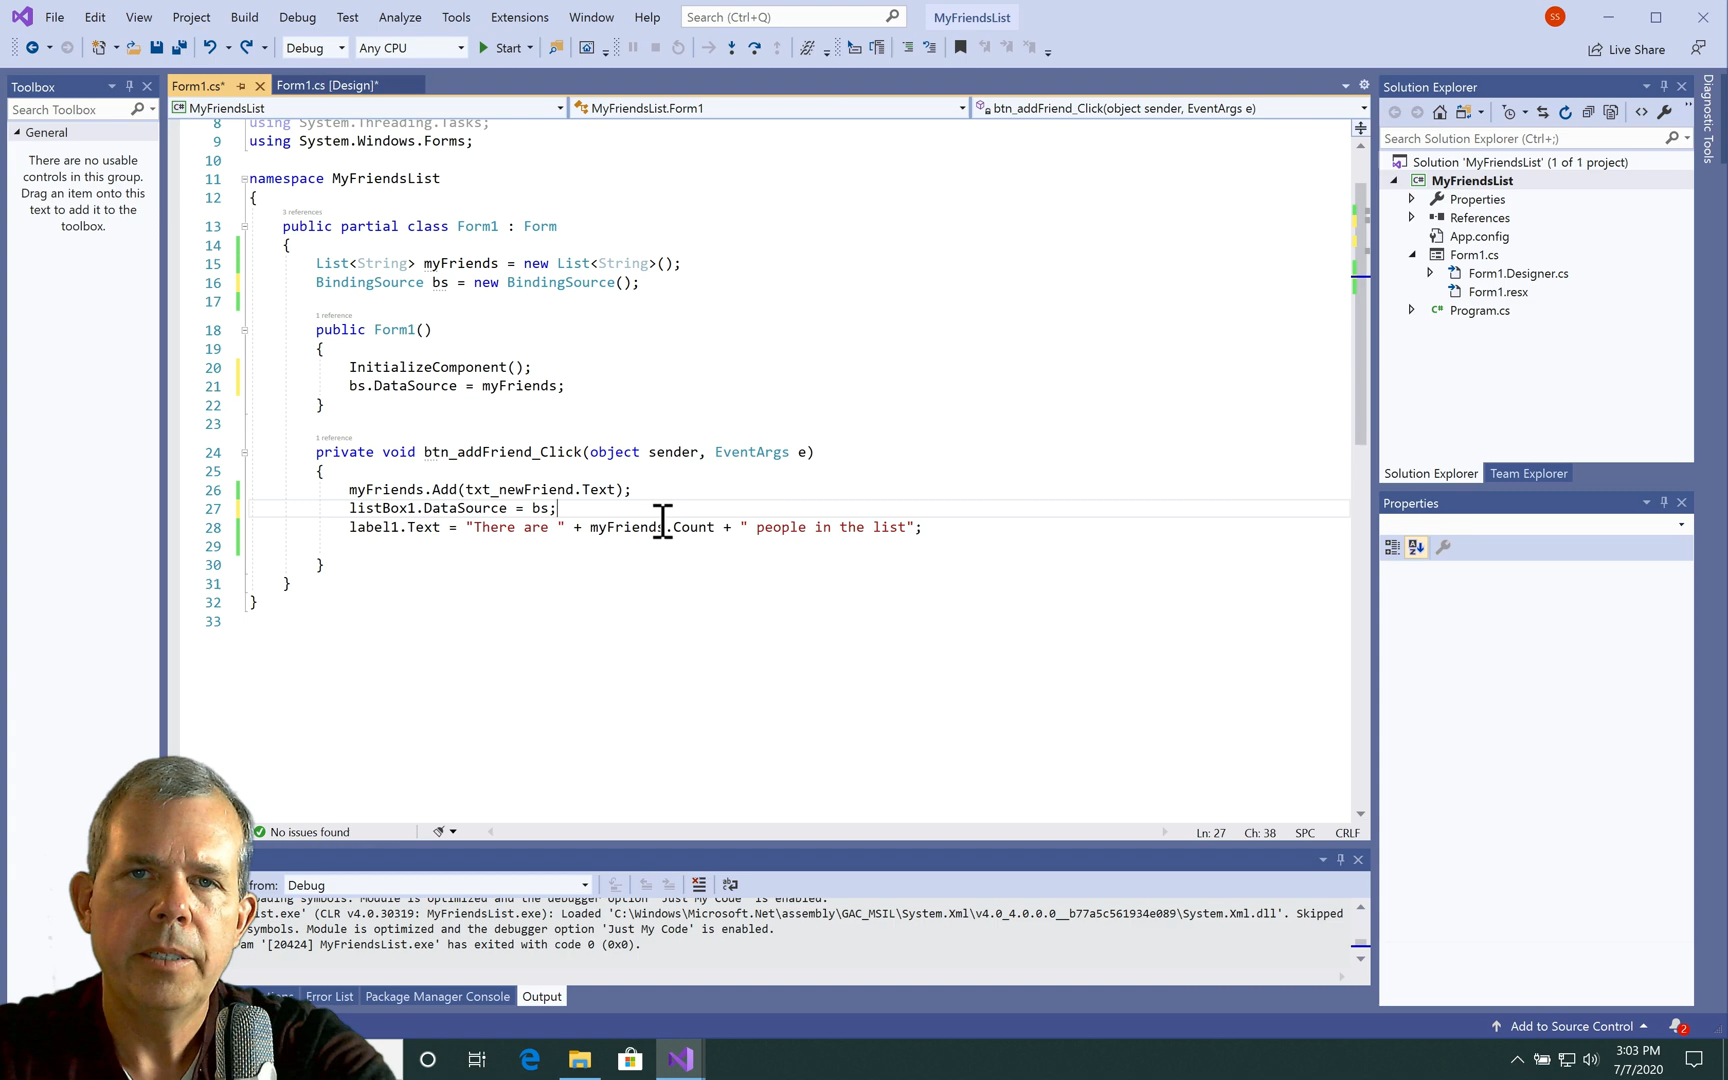 File Edit View Project Build Debug Test Analyze Tools Extensions Window Help Search (Ctrl+Q) MyFriendsList SS
Debug Any CPU Start Live Share
Toolbox
Search Toolbox
General
There are no usable
controls in this group.
Drag an item onto this
text to add it to the
toolbox.
Form1.cs* Form1.cs [Design]*
MyFriendsList MyFriendsList.Form1 btn_addFriend_Click(object sender, EventArgs e)
8 using System.Threading.Tasks;
9 using System.Windows.Forms;
10
11 namespace MyFriendsList
12 {
3 references
13 public partial class Form1 : Form
14 {
15 List<String> myFriends = new List<String>();
16 BindingSource bs = new BindingSource();
17
1 reference
18 public Form1()
19 {
20 InitializeComponent();
21 bs.DataSource = myFriends;
22 }
23
1 reference
24 private void btn_addFriend_Click(object sender, EventArgs e)
25 {
26 myFriends.Add(txt_newFriend.Text);
27 listBox1.DataSource = bs;
28 label1.Text = "There are " + myFriends.Count + " people in the list";
29
30 }
31 }
32 }
33
No issues found Ln: 27 Ch: 38 SPC CRLF
from: Debug
symbols. Module is optimized and the debugger option 'Just My Code' is enabled.
st.exe' (CLR v4.0.30319: MyFriendsList.exe): Loaded 'C:\Windows\Microsoft.Net\assembly\GAC_MSIL\System.Xml\v4.0_4.0.0.0__b77a5c561934e089\System.Xml.dll'. Skipped
symbols. Module is optimized and the debugger option 'Just My Code' is enabled.
am '[20424] MyFriendsList.exe' has exited with code 0 (0x0).
Error List Package Manager Console Output
Solution Explorer
Search Solution Explorer (Ctrl+;)
Solution 'MyFriendsList' (1 of 1 project)
MyFriendsList
Properties
References
App.config
Form1.cs
Form1.Designer.cs
Form1.resx
Program.cs
Solution Explorer Team Explorer
Properties
Diagnostic Tools
Add to Source Control 2
3:03 PM
7/7/2020